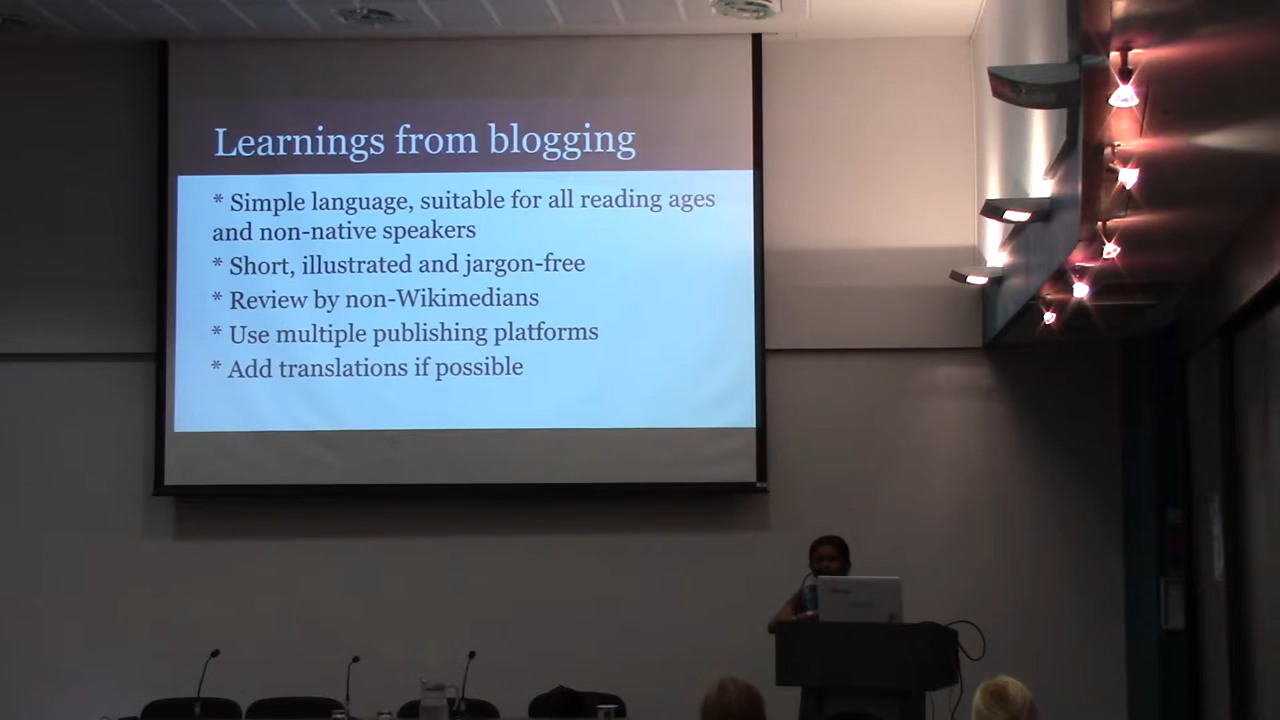 Learnings from blogging
* Simple language, suitable for all reading ages
and non-native speakers
* Short, illustrated and jargon-free
* Review by non-Wikimedians
* Use multiple publishing platforms
* Add translations if possible